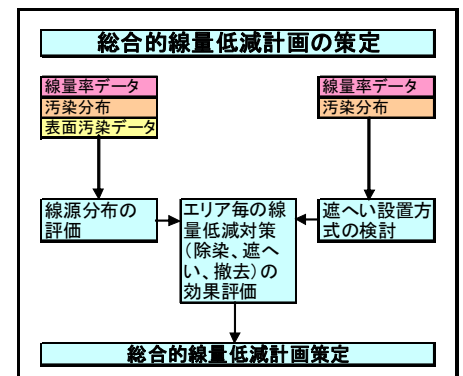 総合的線量低減計画の策定
線量率データ
汚染分布
表面汚染データ
線量率データ
汚染分布
線源分布の
評価
エリア毎の線
量低減対策
(除染、遮へ
い、撤去)の
効果評価
遮へい設置方
式の検討
総合的線量低減計画策定